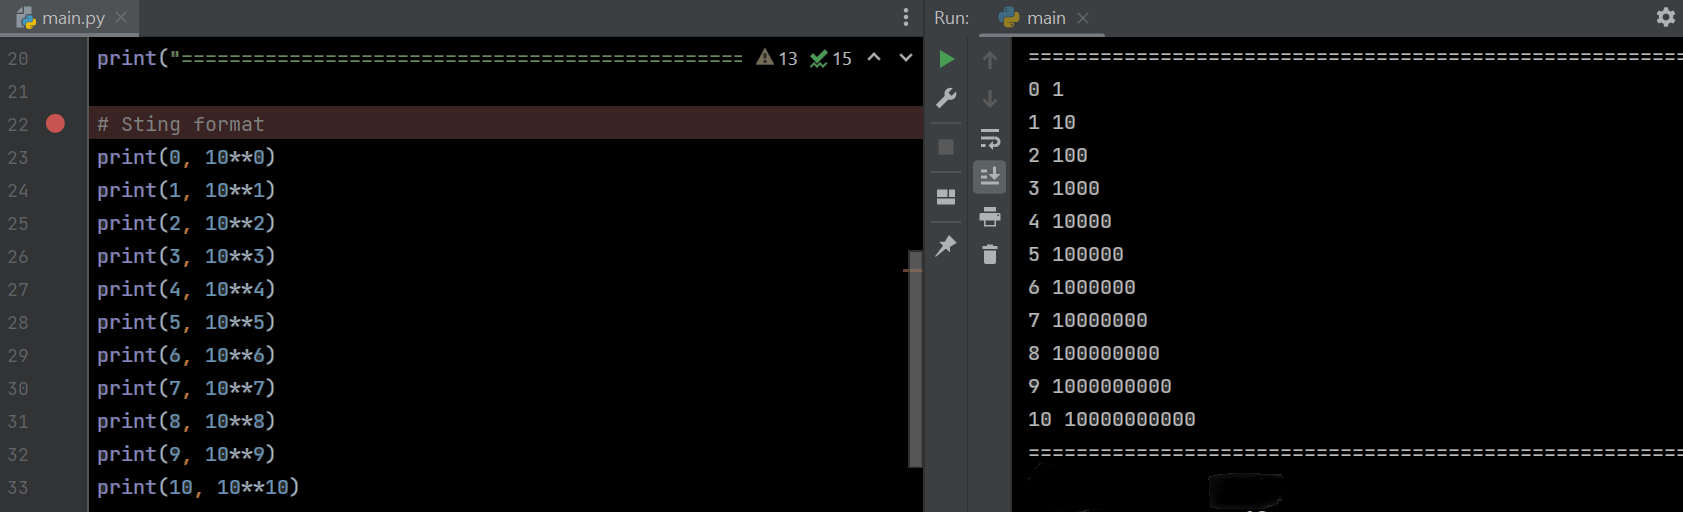 main.py
20 print("===============================================
13 15
21
22 # Sting format
23 print(0, 10**0)
24 print(1, 10**1)
25 print(2, 10**2)
26 print(3, 10**3)
27 print(4, 10**4)
28 print(5, 10**5)
29 print(6, 10**6)
30 print(7, 10**7)
31 print(8, 10**8)
32 print(9, 10**9)
33 print(10, 10**10)
Run: main
=======================================================
0 1
1 10
2 100
3 1000
4 10000
5 100000
6 1000000
7 10000000
8 100000000
9 1000000000
10 10000000000
=======================================================